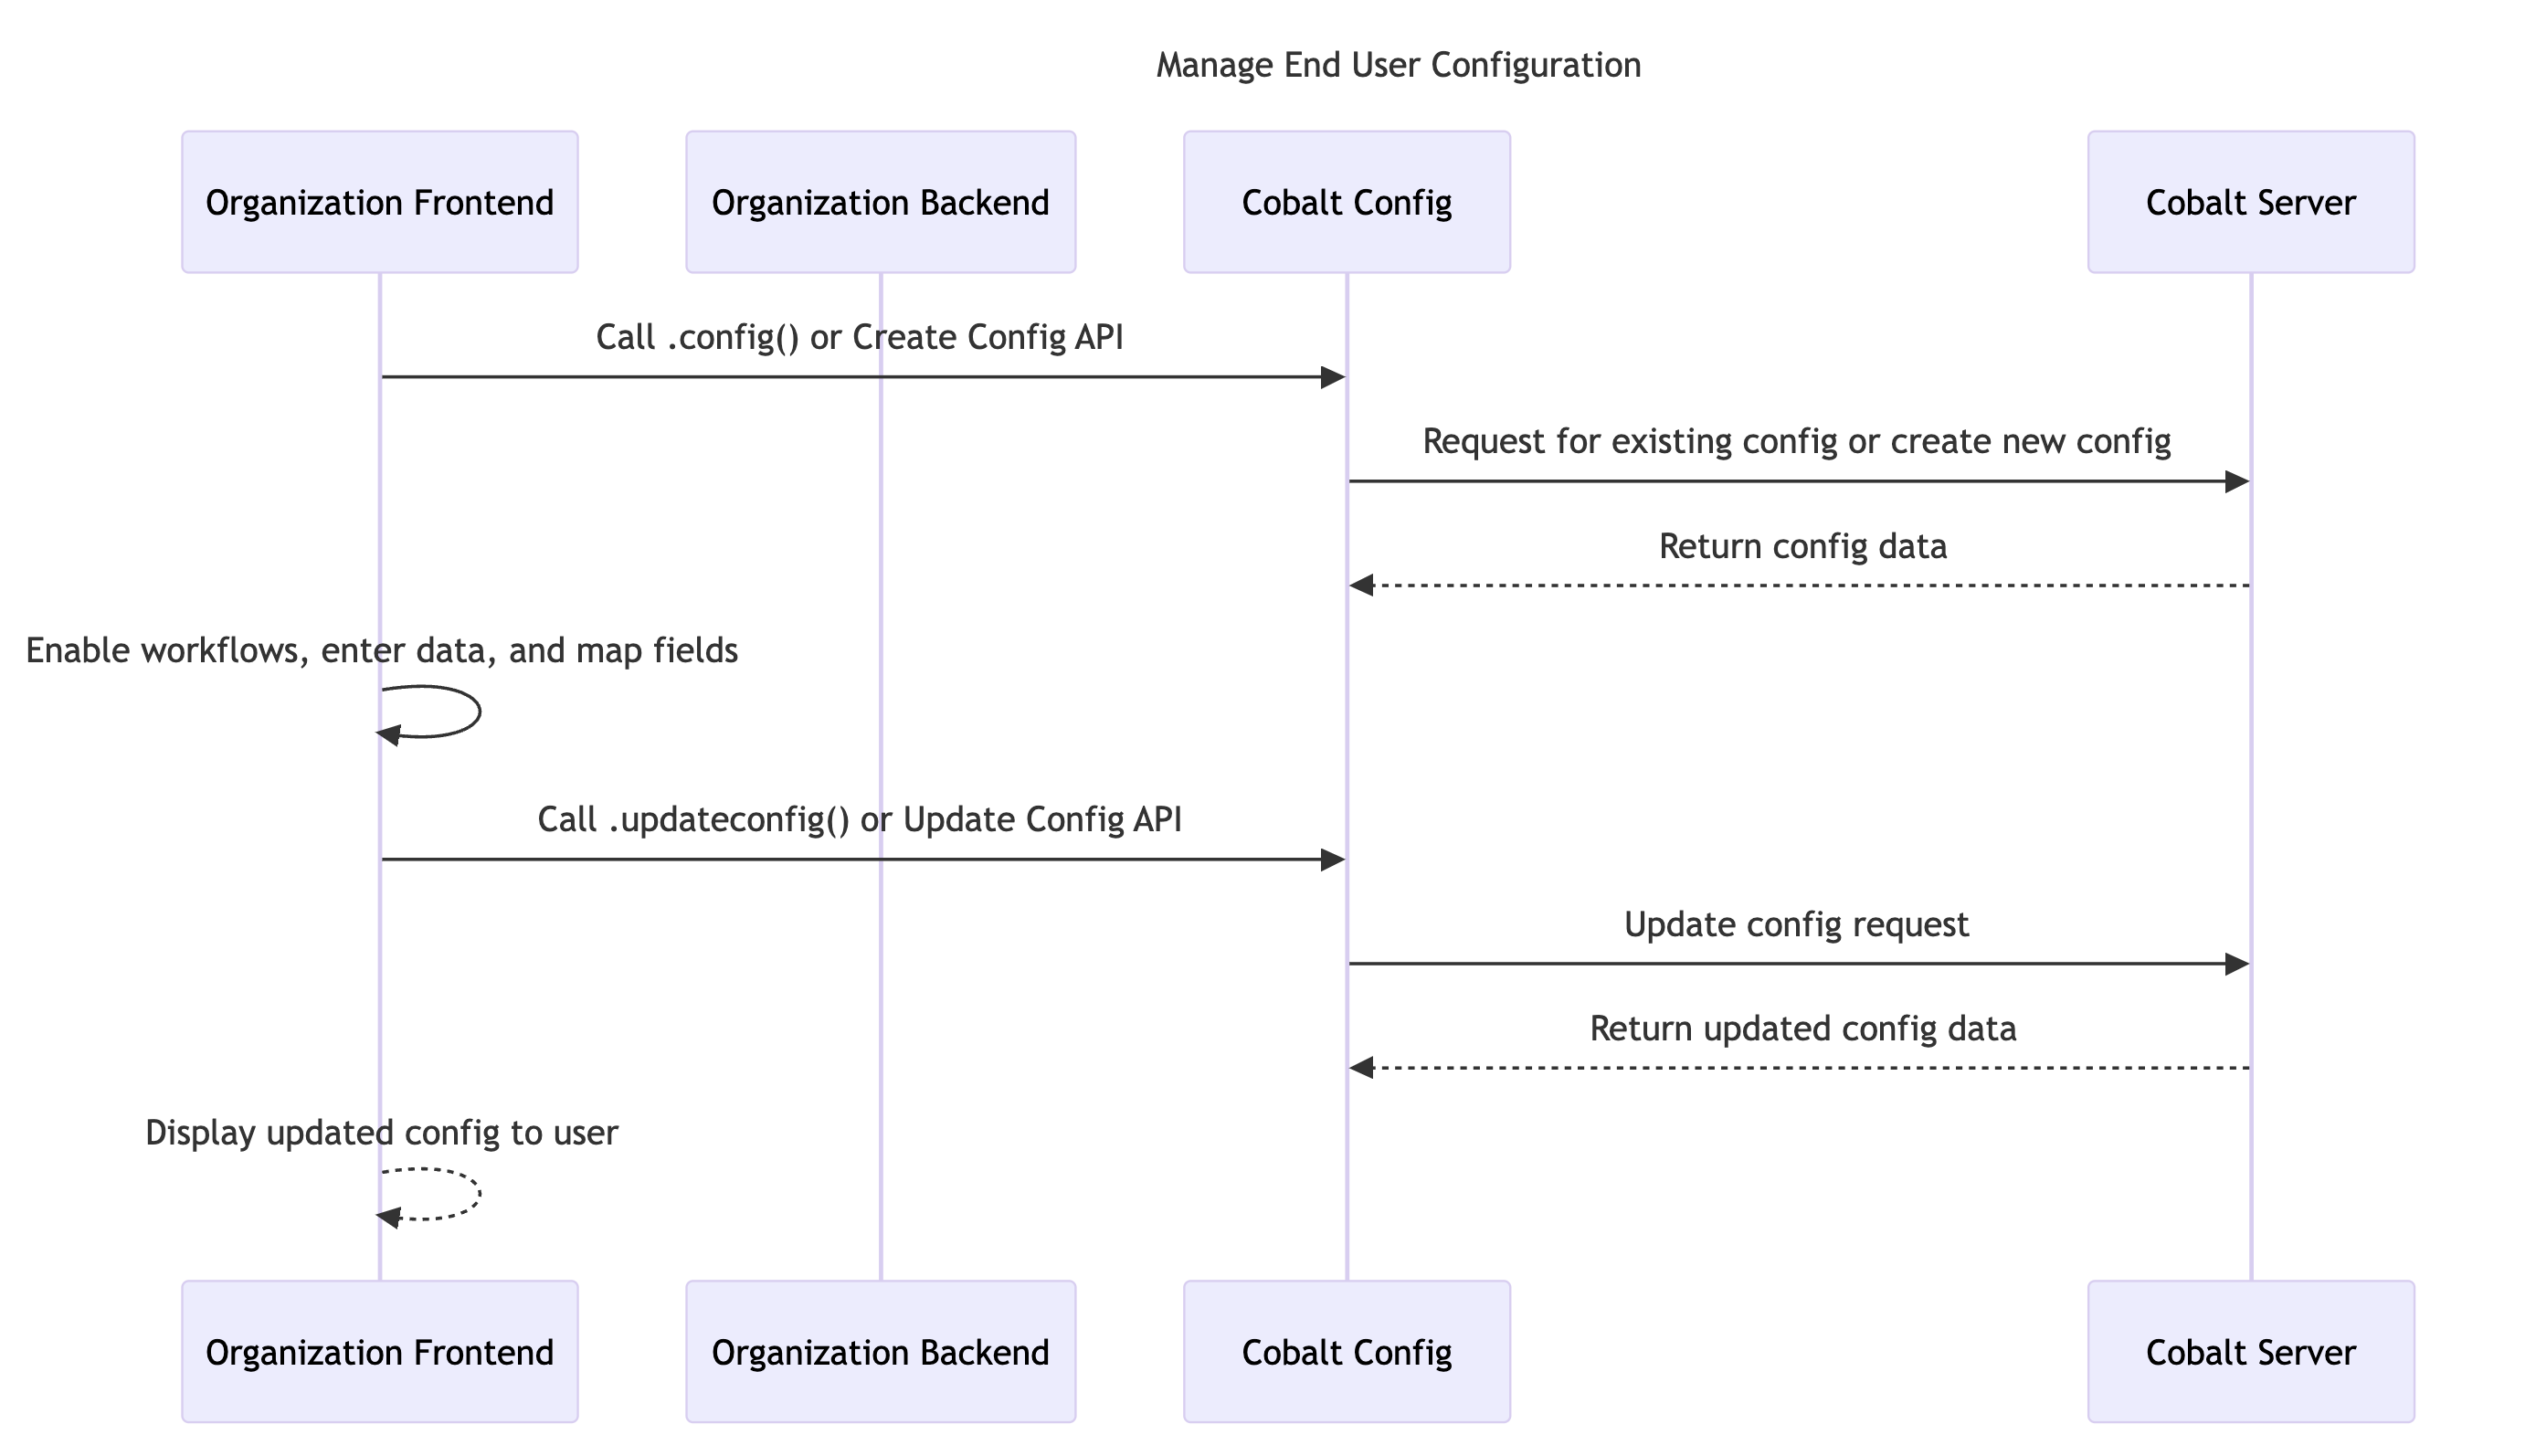 Manage End User Configuration
Organization Frontend
Organization Backend
Cobalt Config
Cobalt Server
Call .config() or Create Config API
Request for existing config or create new config
Return config data
Enable workflows, enter data, and map fields
Call .updateconfig() or Update Config API
Update config request
Return updated config data
Display updated config to user
Organization Frontend
Organization Backend
Cobalt Config
Cobalt Server